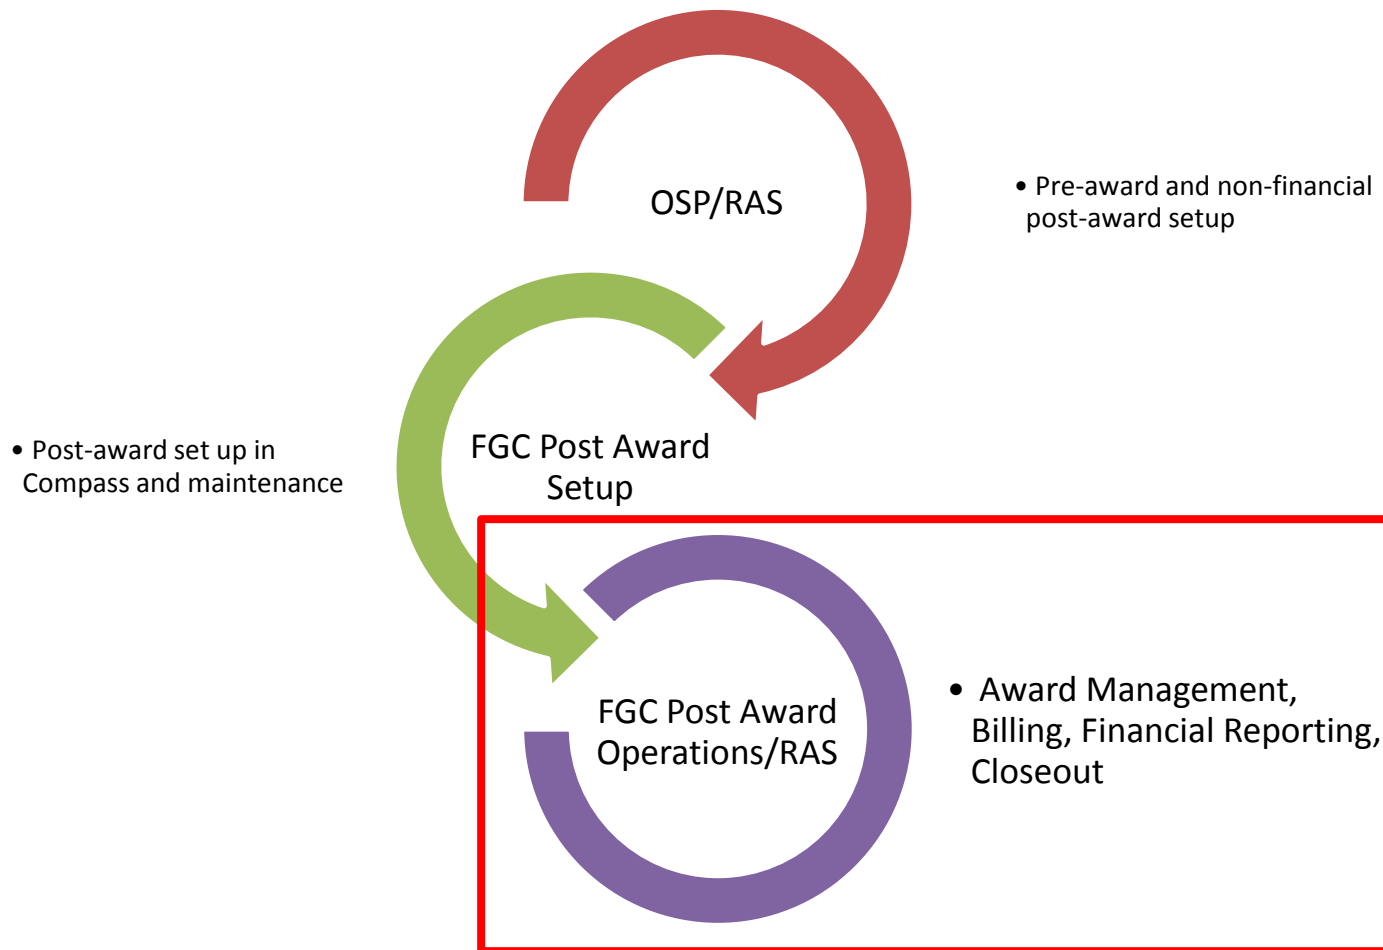 OSP/RAS
• Pre-award and non-financial
post-award setup
FGC Post Award
Setup
• Post-award set up in
Compass and maintenance
FGC Post Award
Operations/RAS
• Award Management,
Billing, Financial Reporting,
Closeout